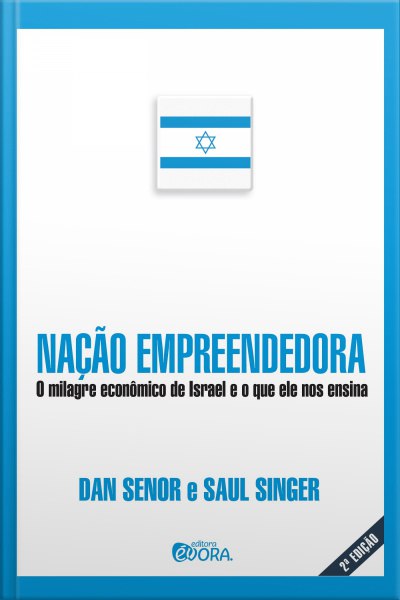 NAÇÃO EMPREENDEDORA
O milagre econômico de Israel e o que ele nos ensina
DAN SENOR e SAUL SINGER
2ª EDIÇÃO
editora
évORA.